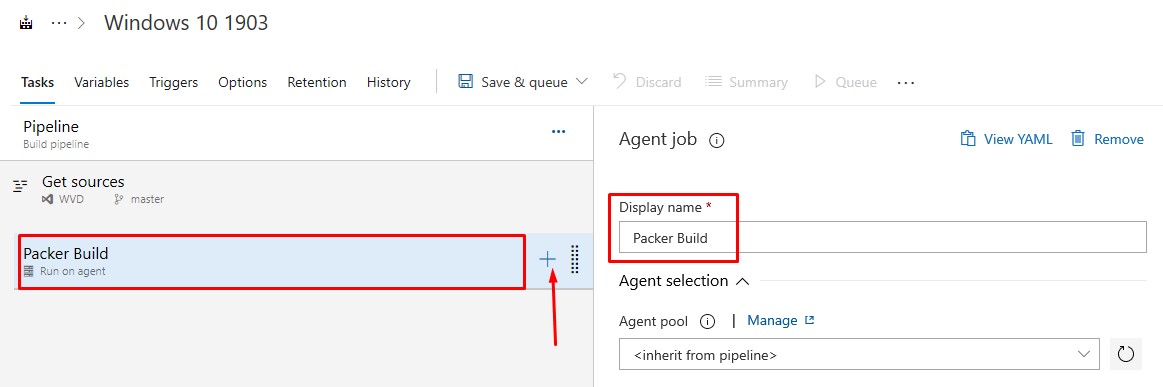 ··· > Windows 10 1903
Tasks Variables Triggers Options Retention History Save & queue Discard Summary Queue ···
Pipeline ···
Build pipeline
Get sources
WVD master
Packer Build
Run on agent
Agent job View YAML Remove
Display name *
Packer Build
Agent selection
Agent pool | Manage
<inherit from pipeline>